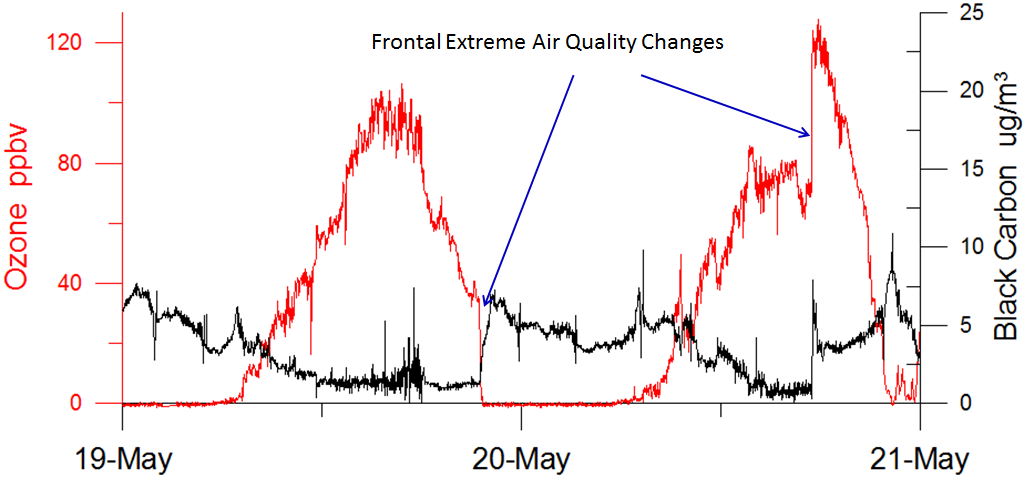 Frontal Extreme Air Quality Changes
Ozone ppbv
120
80
40
0
25
20
15
10
5
0
Black Carbon ug/m³
19-May
20-May
21-May